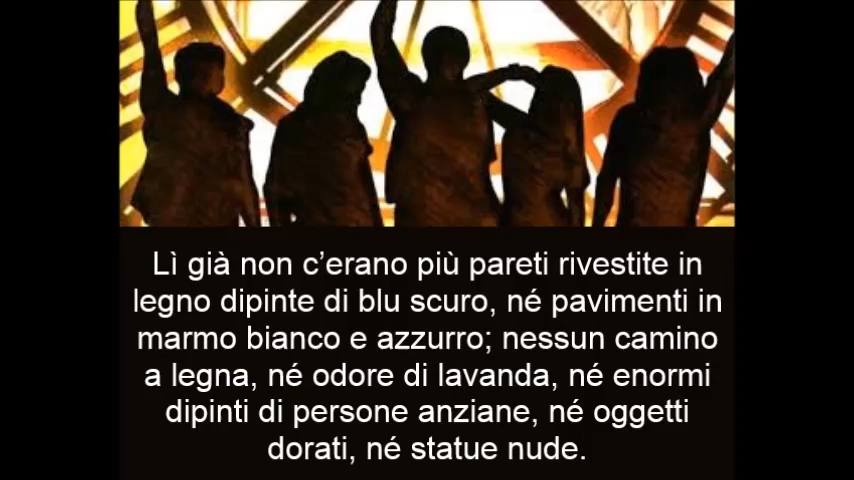 Lì già non c’erano più pareti rivestite in
legno dipinte di blu scuro, né pavimenti in
marmo bianco e azzurro; nessun camino
a legna, né odore di lavanda, né enormi
dipinti di persone anziane, né oggetti
dorati, né statue nude.